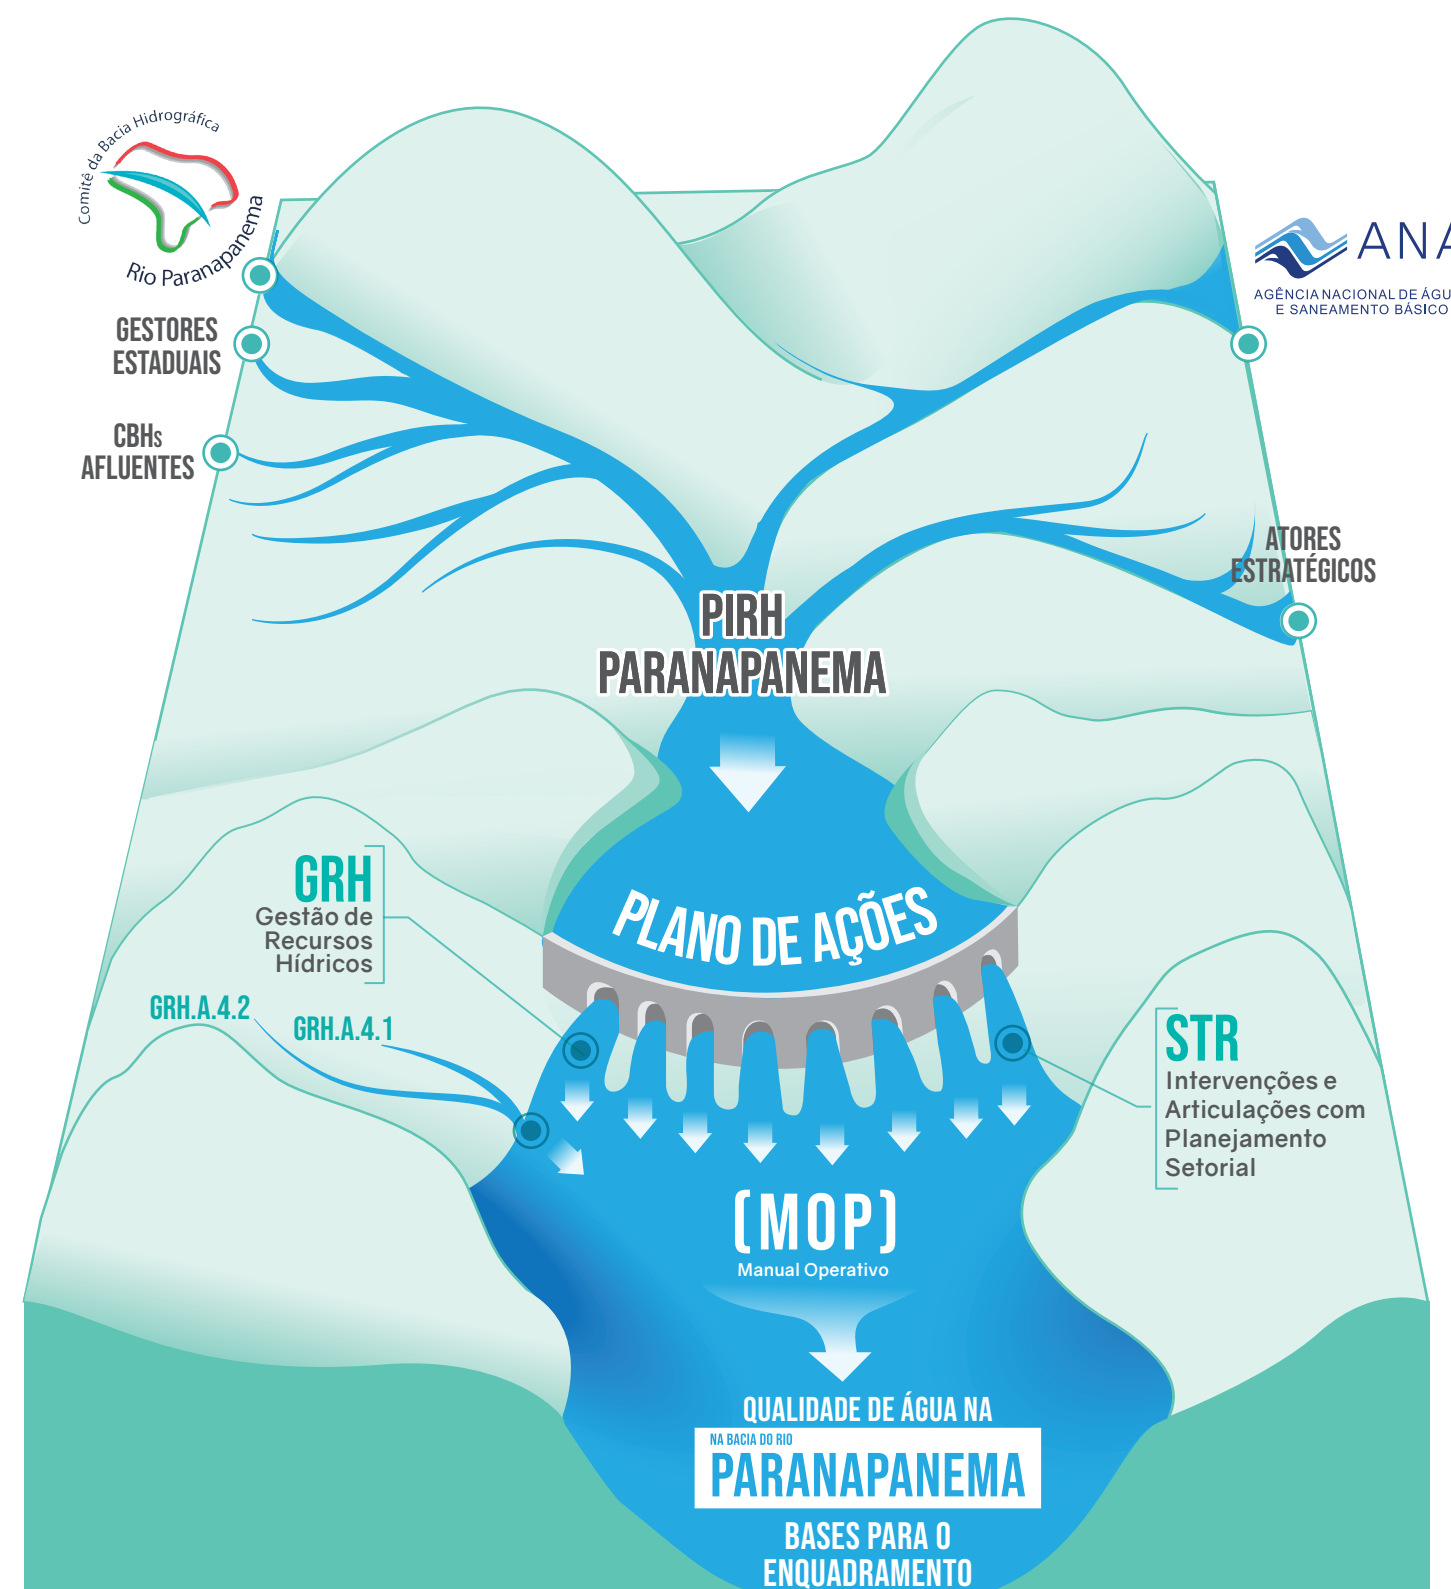 Comitê da Bacia Hidrográfica
Rio Paranapanema
ANA
AGÊNCIA NACIONAL DE ÁGU
E SANEAMENTO BÁSICO
GESTORES
ESTADUAIS
CBHs
AFLUENTES
ATORES
ESTRATÉGICOS
PIRH
PARANAPANEMA
PLANO DE AÇÕES
GRH
Gestão de
Recursos
Hídricos
GRH.A.4.2
GRH.A.4.1
STR
Intervenções e
Articulações com
Planejamento
Setorial
(MOP)
Manual Operativo
QUALIDADE DE ÁGUA NA
NA BACIA DO RIO
PARANAPANEMA
BASES PARA O
ENQUADRAMENTO